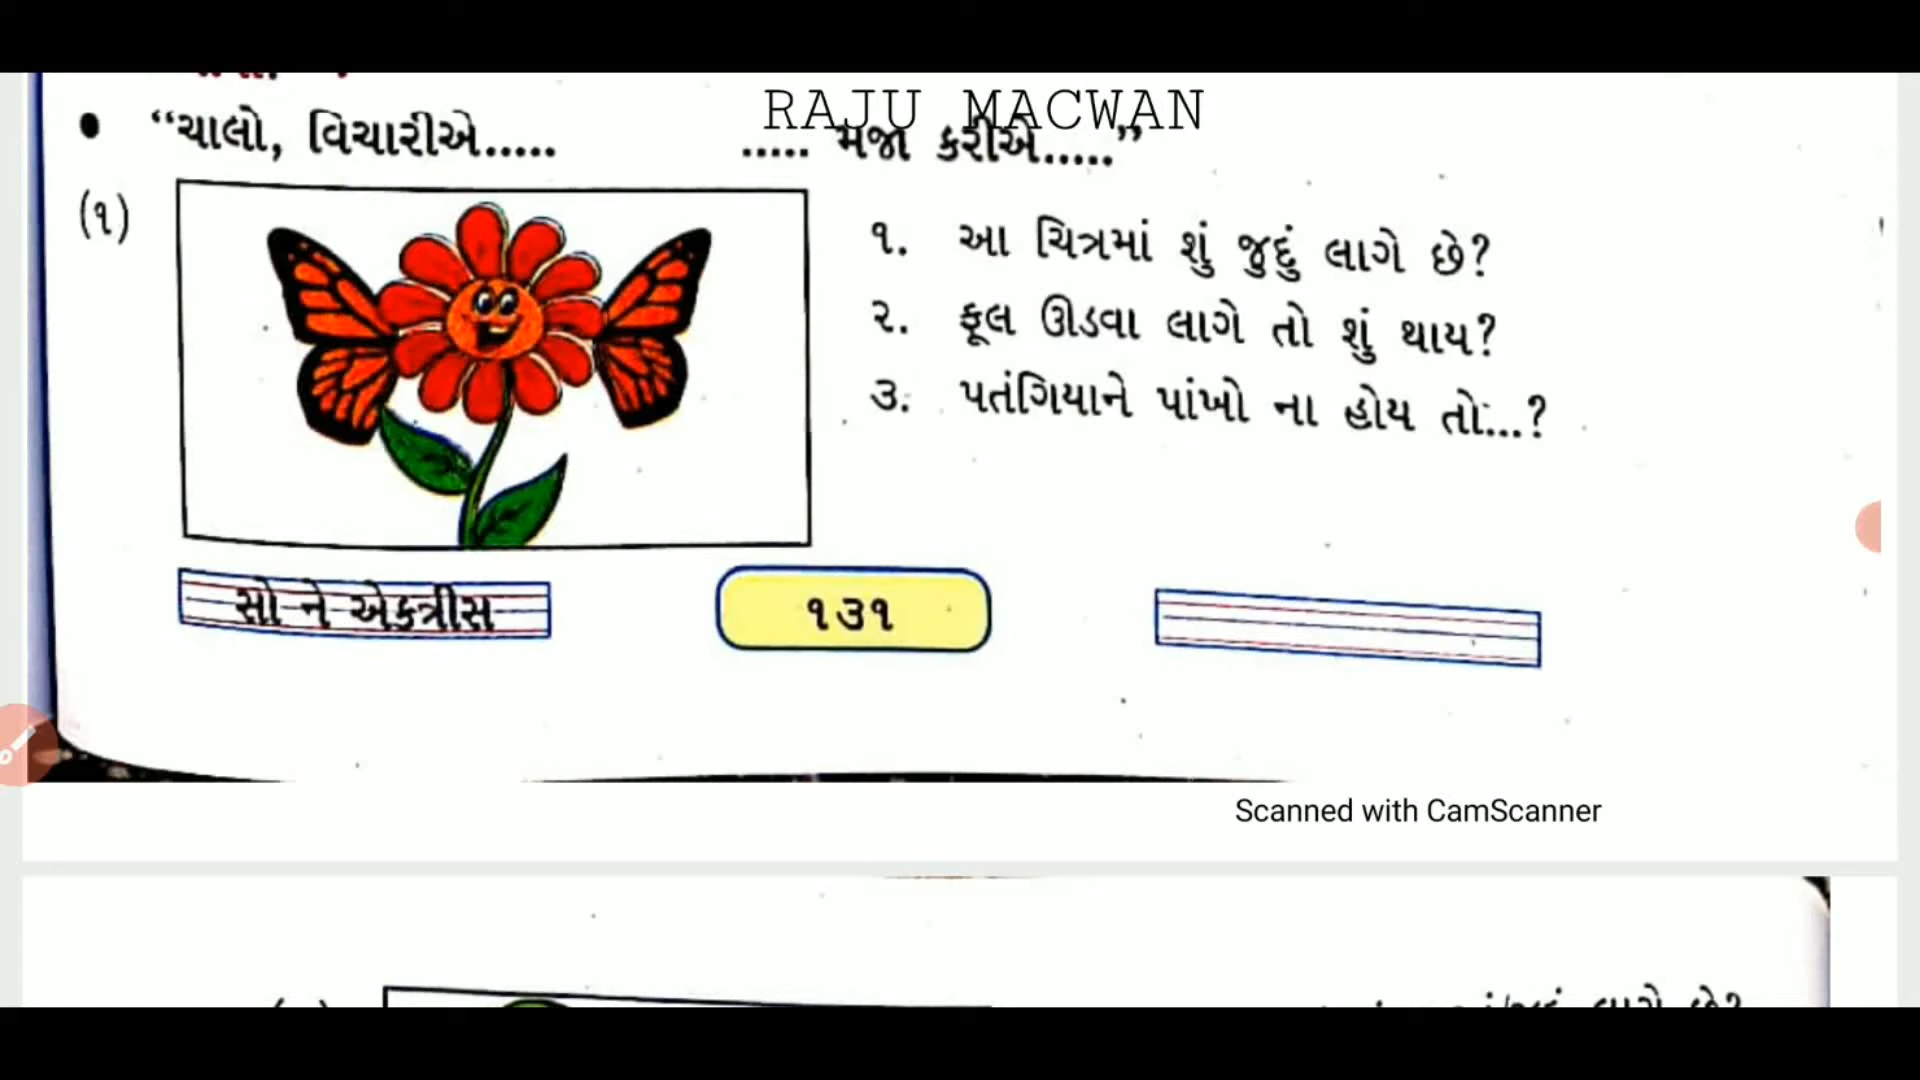 RAJU MACWAN
• “ચાલો, વિચારીએ..... ..... મજા કરીએ.....”
(૧)
૧. આ ચિત્રમાં શું જુદું લાગે છે?
૨. ફૂલ ઊડવા લાગે તો શું થાય?
૩. પતંગિયાને પાંખો ના હોય તો...?
સો ને એકત્રીસ
૧૩૧
Scanned with CamScanner
લાગે છે?